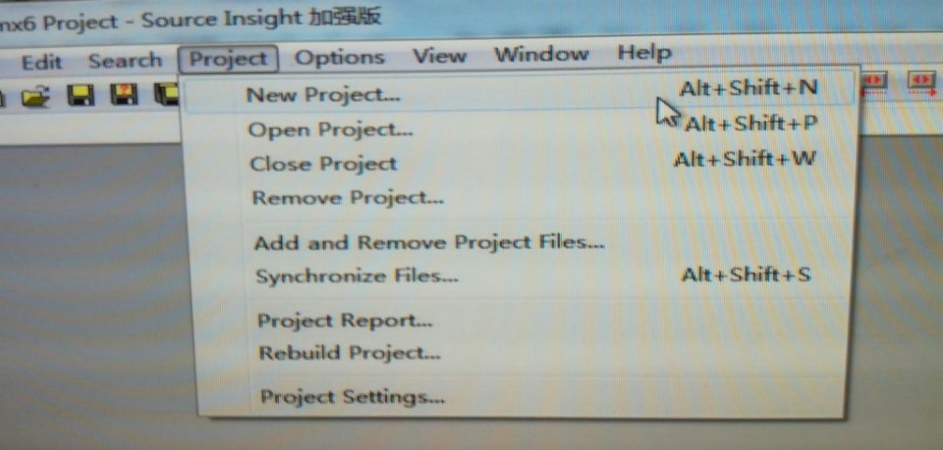 mx6 Project - Source Insight 加强版
Edit Search Project Options View Window Help
New Project... Alt+Shift+N
Open Project... Alt+Shift+P
Close Project Alt+Shift+W
Remove Project...
Add and Remove Project Files...
Synchronize Files... Alt+Shift+S
Project Report...
Rebuild Project...
Project Settings...